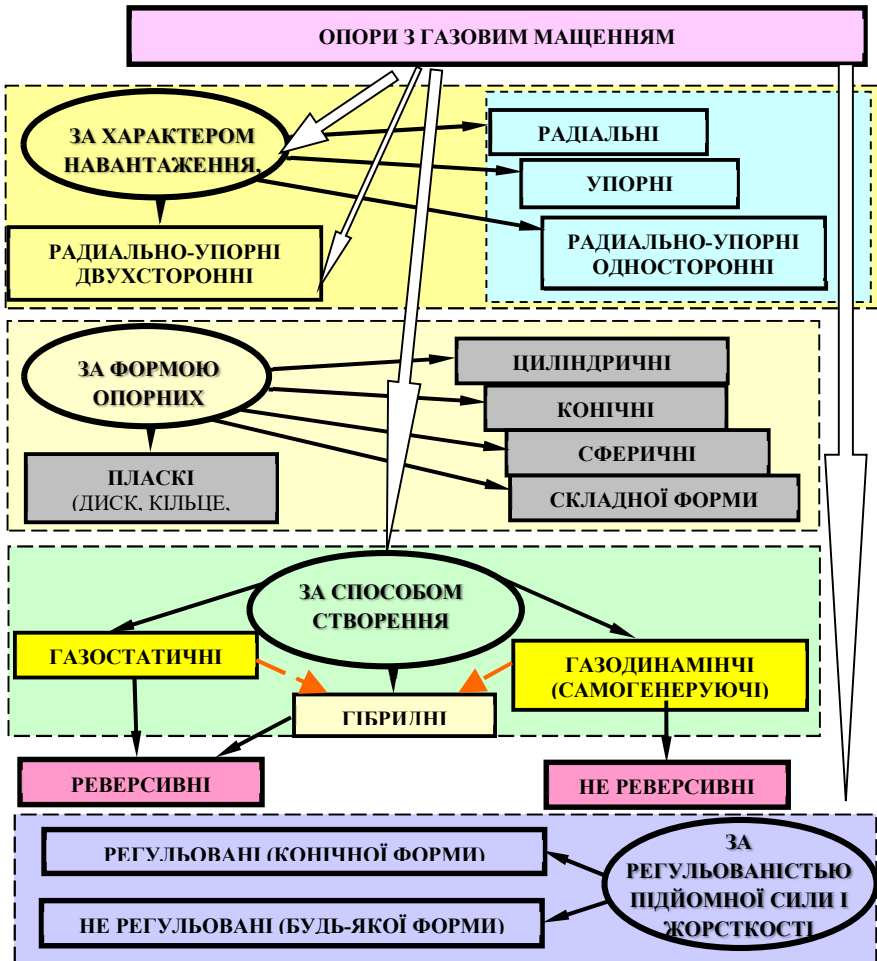 ОПОРИ З ГАЗОВИМ МАЩЕННЯМ
ЗА ХАРАКТЕРОМ
НАВАНТАЖЕННЯ.
РАДІАЛЬНІ
УПОРНІ
РАДИАЛЬНО-УПОРНІ
ОДНОСТОРОННІ
РАДИАЛЬНО-УПОРНІ
ДВУХСТОРОННІ
ЗА ФОРМОЮ
ОПОРНИХ
ЦИЛІНДРИЧНІ
КОНІЧНІ
СФЕРИЧНІ
СКЛАДНОЇ ФОРМИ
ПЛАСКІ
(ДИСК, КІЛЬЦЕ,
ЗА СПОСОБОМ
СТВОРЕННЯ
ГАЗОСТАТИЧНІ
ГАЗОДИНАМІНЧІ
(САМОГЕНЕРУЮЧІ)
ГІБРИДНІ
РЕВЕРСИВНІ
НЕ РЕВЕРСИВНІ
РЕГУЛЬОВАНІ (КОНІЧНОЇ ФОРМИ)
НЕ РЕГУЛЬОВАНІ (БУДЬ-ЯКОЇ ФОРМИ)
ЗА
РЕГУЛЬОВАНІСТЬЮ
ПІДЙОМНОЇ СИЛИ І
ЖОРСТКОСТІ